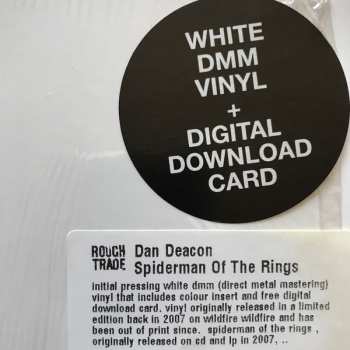 WHITE
DMM
VINYL
+
DIGITAL
DOWNLOAD
CARD
ROUGH
TRADE
Dan Deacon
Spiderman Of The Rings
initial pressing white dmm (direct metal mastering)
vinyl that includes colour insert and free digital
download card. vinyl originally released in a limited
edition back in 2007 on wildfire wildfire and has
been out of print since. spiderman of the rings ,
originally released on cd and lp in 2007, ..